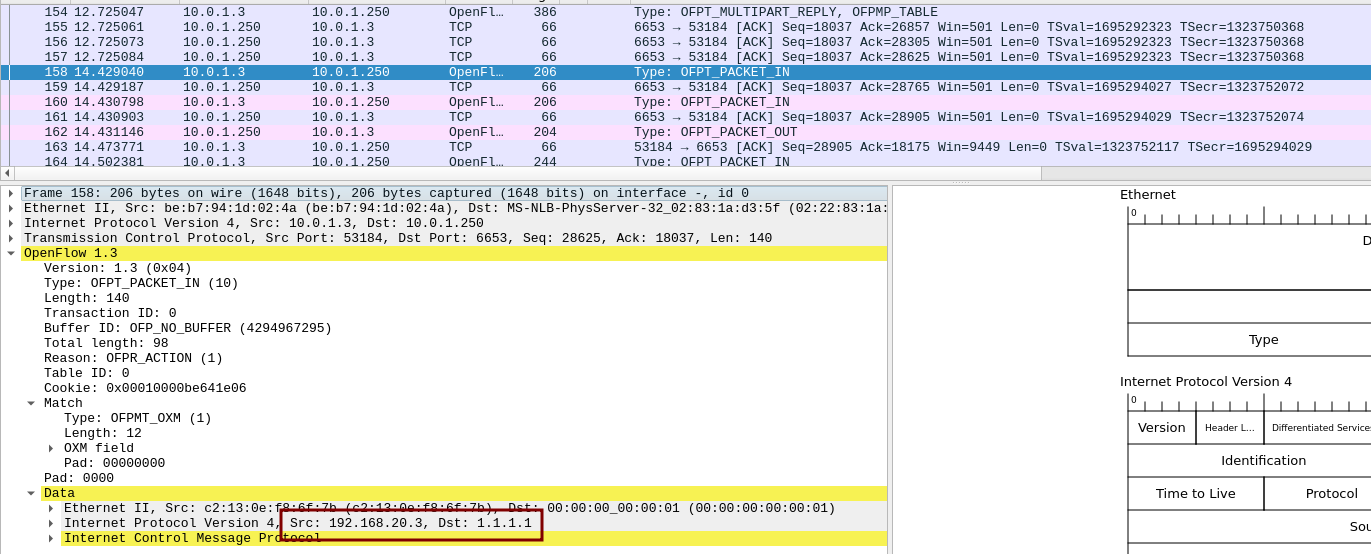 154 12.725047 10.0.1.3 10.0.1.250 OpenFl… 386 Type: OFPT_MULTIPART_REPLY, OFPMP_TABLE
155 12.725061 10.0.1.250 10.0.1.3 TCP 66 6653 → 53184 [ACK] Seq=18037 Ack=26857 Win=501 Len=0 TSval=1695292323 TSecr=1323750368
156 12.725073 10.0.1.250 10.0.1.3 TCP 66 6653 → 53184 [ACK] Seq=18037 Ack=28305 Win=501 Len=0 TSval=1695292323 TSecr=1323750368
157 12.725084 10.0.1.250 10.0.1.3 TCP 66 6653 → 53184 [ACK] Seq=18037 Ack=28625 Win=501 Len=0 TSval=1695292323 TSecr=1323750368
158 14.429040 10.0.1.3 10.0.1.250 OpenFl… 206 Type: OFPT_PACKET_IN
159 14.429187 10.0.1.250 10.0.1.3 TCP 66 6653 → 53184 [ACK] Seq=18037 Ack=28765 Win=501 Len=0 TSval=1695294027 TSecr=1323752072
160 14.430798 10.0.1.3 10.0.1.250 OpenFl… 206 Type: OFPT_PACKET_IN
161 14.430903 10.0.1.250 10.0.1.3 TCP 66 6653 → 53184 [ACK] Seq=18037 Ack=28905 Win=501 Len=0 TSval=1695294029 TSecr=1323752074
162 14.431146 10.0.1.250 10.0.1.3 OpenFl… 204 Type: OFPT_PACKET_OUT
163 14.473771 10.0.1.3 10.0.1.250 TCP 66 53184 → 6653 [ACK] Seq=28905 Ack=18175 Win=9449 Len=0 TSval=1323752117 TSecr=1695294029
164 14.502381 10.0.1.3 10.0.1.250 OpenFl… 244 Type: OFPT_PACKET_IN
Frame 158: 206 bytes on wire (1648 bits), 206 bytes captured (1648 bits) on interface -, id 0
Ethernet II, Src: be:b7:94:1d:02:4a (be:b7:94:1d:02:4a), Dst: MS-NLB-PhysServer-32_02:83:1a:d3:5f (02:22:83:1a:
Internet Protocol Version 4, Src: 10.0.1.3, Dst: 10.0.1.250
Transmission Control Protocol, Src Port: 53184, Dst Port: 6653, Seq: 28625, Ack: 18037, Len: 140
OpenFlow 1.3
Version: 1.3 (0x04)
Type: OFPT_PACKET_IN (10)
Length: 140
Transaction ID: 0
Buffer ID: OFP_NO_BUFFER (4294967295)
Total length: 98
Reason: OFPR_ACTION (1)
Table ID: 0
Cookie: 0x00010000be641e06
Match
Type: OFPMT_OXM (1)
Length: 12
OXM field
Pad: 00000000
Pad: 0000
Data
Ethernet II, Src: c2:13:0e:f8:6f:7b (c2:13:0e:f8:6f:7b), Dst: 00:00:00_00:00:01 (00:00:00:00:00:01)
Internet Protocol Version 4, Src: 192.168.20.3, Dst: 1.1.1.1
Internet Control Message Protocol
Ethernet
0
D
Type
Internet Protocol Version 4
0
Version Header L… Differentiated Services
Identification
Time to Live Protocol
Sou